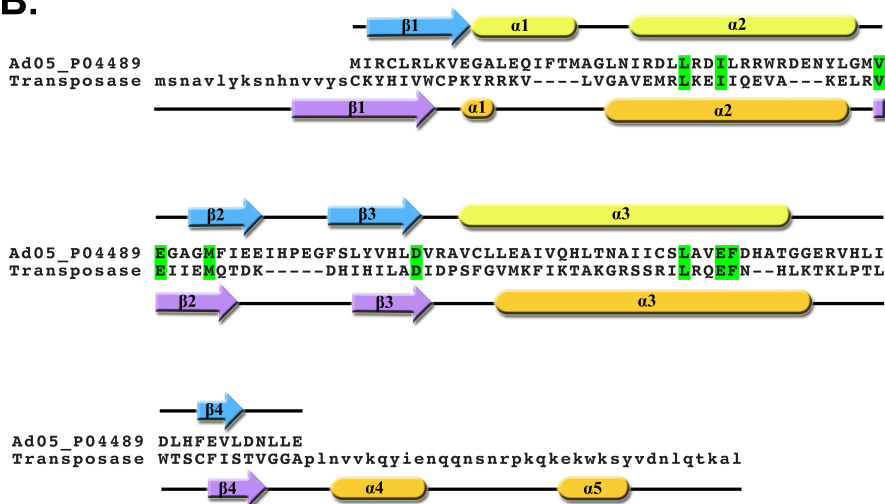 B.
β1 α1 α2
Ad05_P04489 MIRCLRLKVEGALEQIFTMAGLNIRDLLRDILRRWRDENYLGMV
Transposase msnavlyksnhnvvysCKYHIVWCPKYRRKV----LVGAVEMRLKEIIQEVA---KELRV
β1 α1 α2
β2 β3 α3
Ad05_P04489 EGAGMFIEEIHPEGFSLYVHLDVRAVCLLEAIVQHLTNAIICSLAVEFDHATGGERVHLI
Transposase EIIEMQTDK-----DHIHILADIDPSFGVMKFIKTAKGRSSRILRQEFN--HLKTKLPTL
β2 β3 α3
β4
Ad05_P04489 DLHFEVLDNLLE
Transposase WTSCFISTVGGAplnvvkqyienqqnsnrpkqkekwksyvdnlqtkal
β4 α4 α5